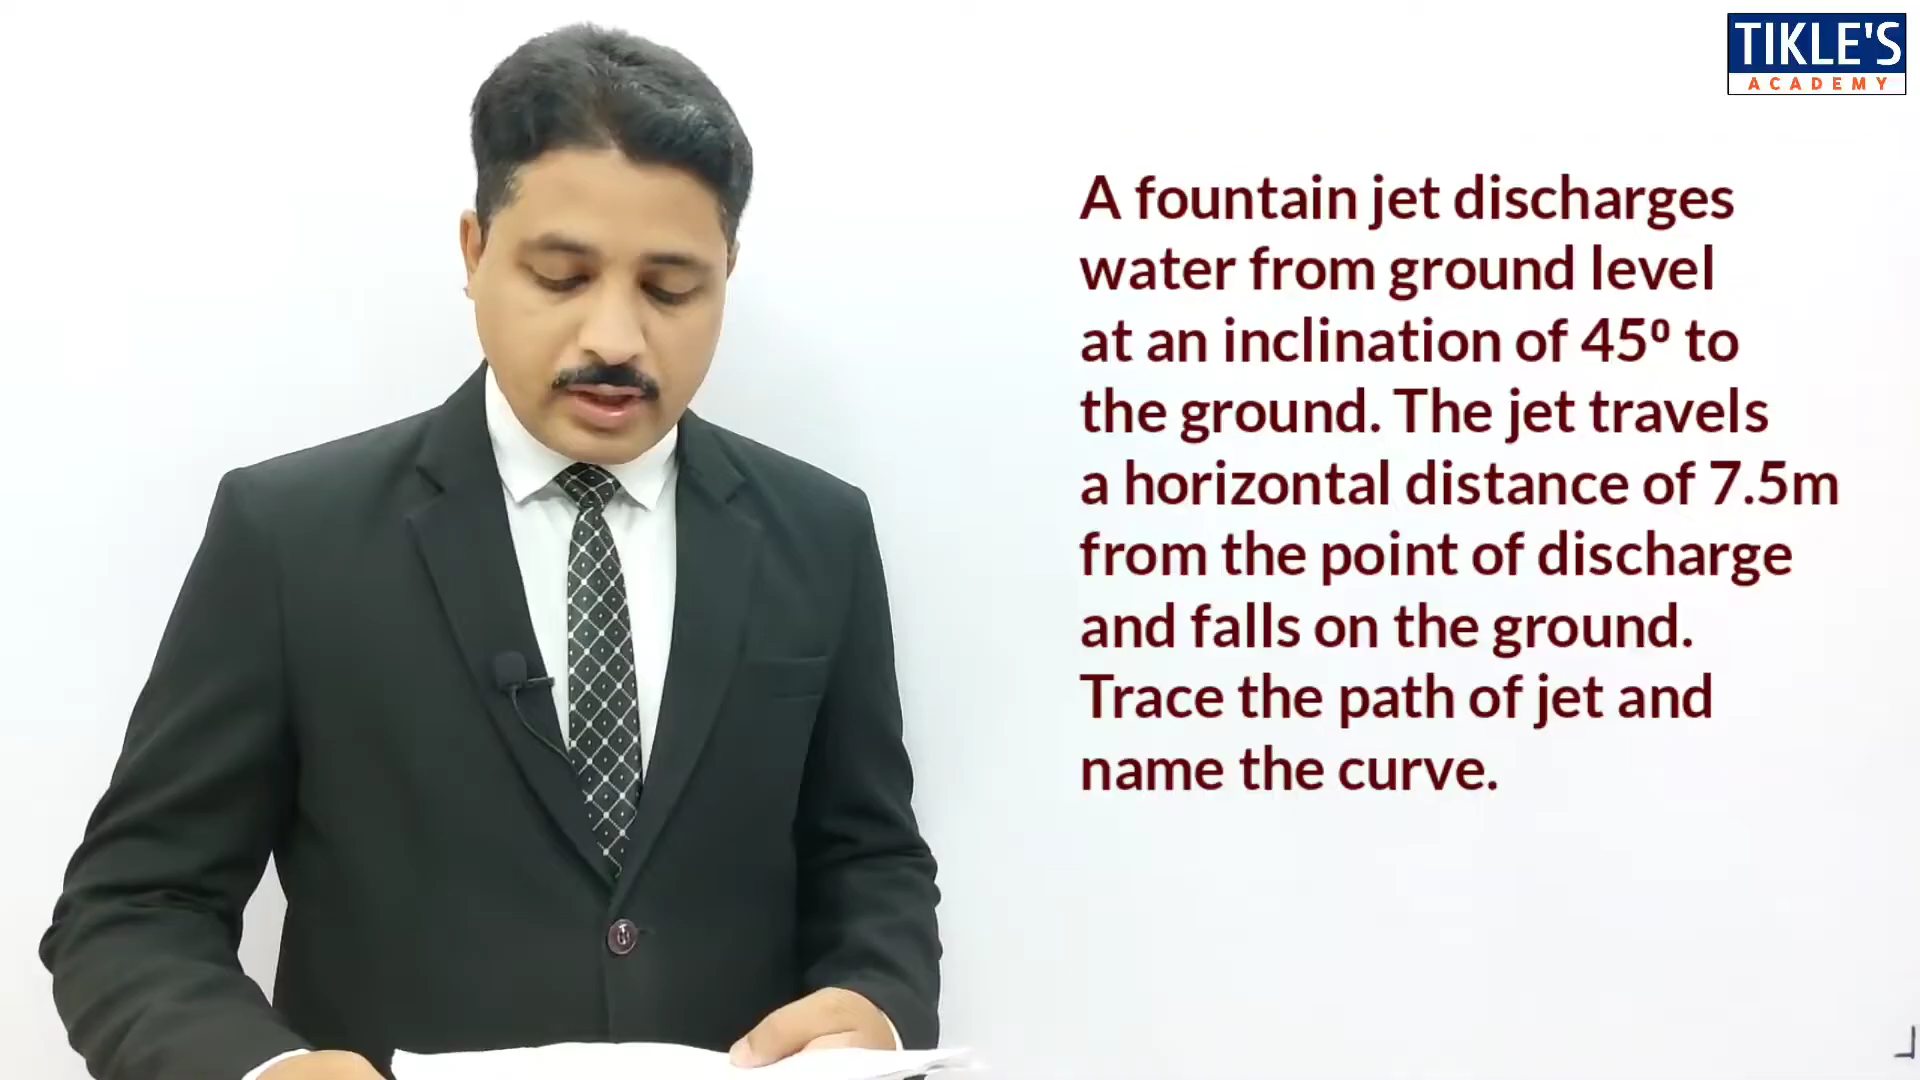 TIKLE'S
ACADEMY
A fountain jet discharges
water from ground level
at an inclination of 45⁰ to
the ground. The jet travels
a horizontal distance of 7.5m
from the point of discharge
and falls on the ground.
Trace the path of jet and
name the curve.